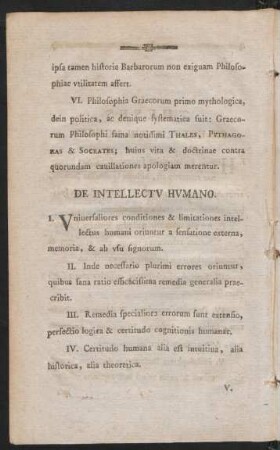 ipsa tamen historia Barbarorum non exiguam Philoso-
phiae vtilitatem affert.
VI. Philosophia Graecorum primo mythologica,
dein politica, ac denique systematica fuit: Graeco-
rum Philosophi fama notissimi THALES, PYTHAGO-
RAS & SOCRATES; huius vita & doctrinae contra
quorundam cauillationes apologiam merentur.
DE INTELLECTV HVMANO.
I. Vniuersaliores conditiones & limitationes intel-
lectus humani oriuntur a sensatione externa,
memoria, & ab vsu signorum.
II. Inde necessario plurimi errores oriuntur,
quibus sana ratio efficacissima remedia generalia prae-
scribit.
III. Remedia specialiora errorum sunt extensio,
perfectio logica & certitudo cognitionis humanae.
IV. Certitudo humana alia est intuitiua, alia
historica, alia theoretica.
V.